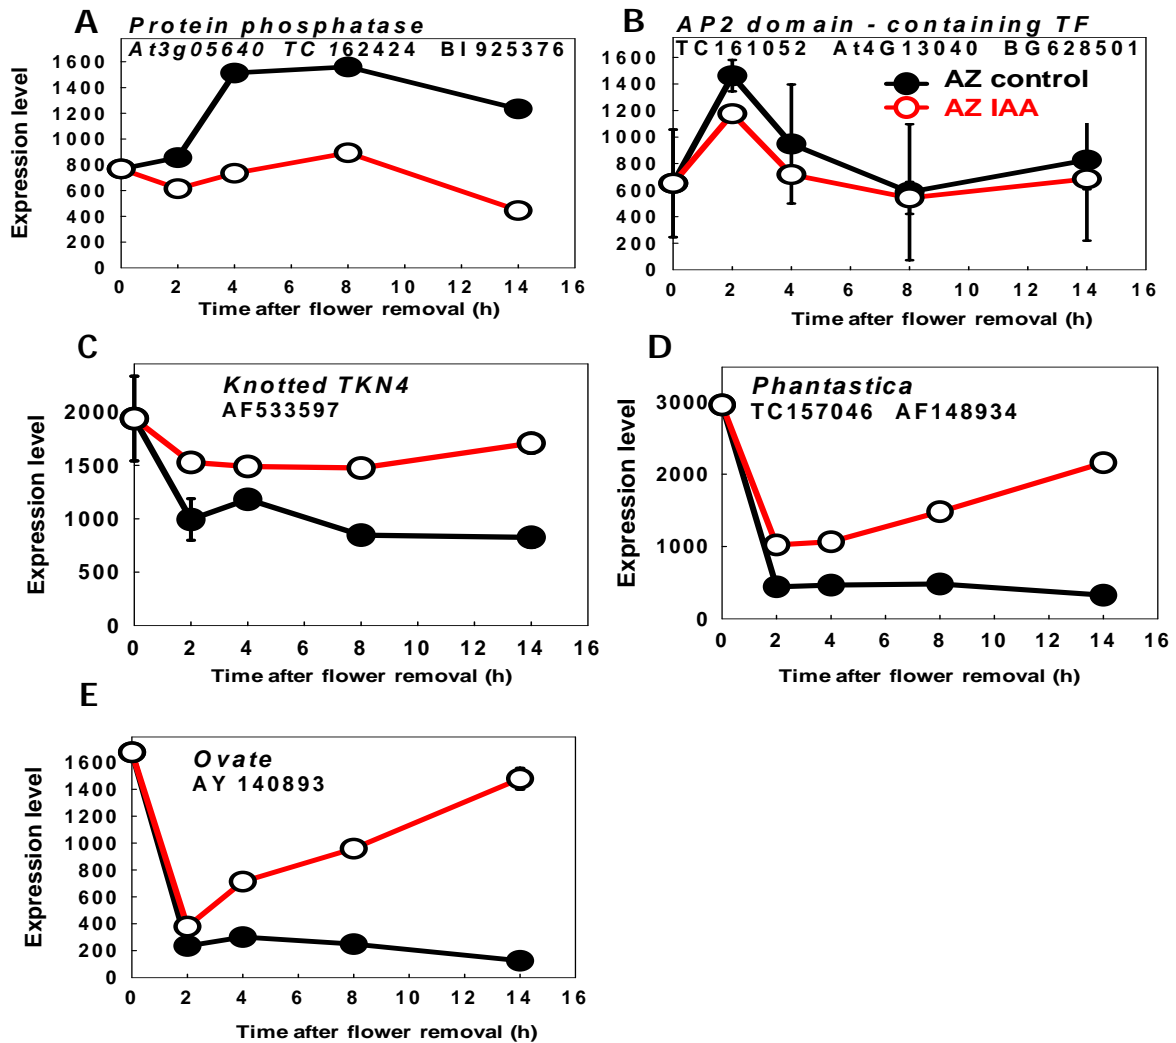 A
Protein phosphatase
At3g05640 TC 162424 BI 925376
Expression level
1600
1400
1200
1000
800
600
400
200
0
0 2 4 6 8 10 12 14 16
Time after flower removal (h)
B
AP2 domain - containing TF
TC161052 At4G13040 BG628501
AZ control
AZ IAA
Expression level
1600
1400
1200
1000
800
600
400
200
0
0 2 4 6 8 10 12 14 16
Time after flower removal (h)
C
Knotted TKN4
AF533597
Expression level
2000
1500
1000
500
0
0 2 4 6 8 10 12 14 16
Time after flower removal (h)
D
Phantastica
TC157046 AF148934
Expression level
3000
2000
1000
0
0 2 4 6 8 10 12 14 16
Time after flower removal (h)
E
Ovate
AY 140893
Expression level
1600
1400
1200
1000
800
600
400
200
0
0 2 4 6 8 10 12 14 16
Time after flower removal (h)